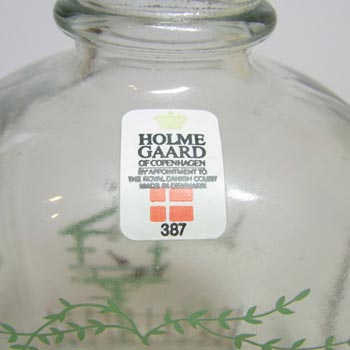 HOLME
GAARD
OF COPENHAGEN
BY APPOINTMENT TO
THE ROYAL DANISH COURT
MADE IN DENMARK
387